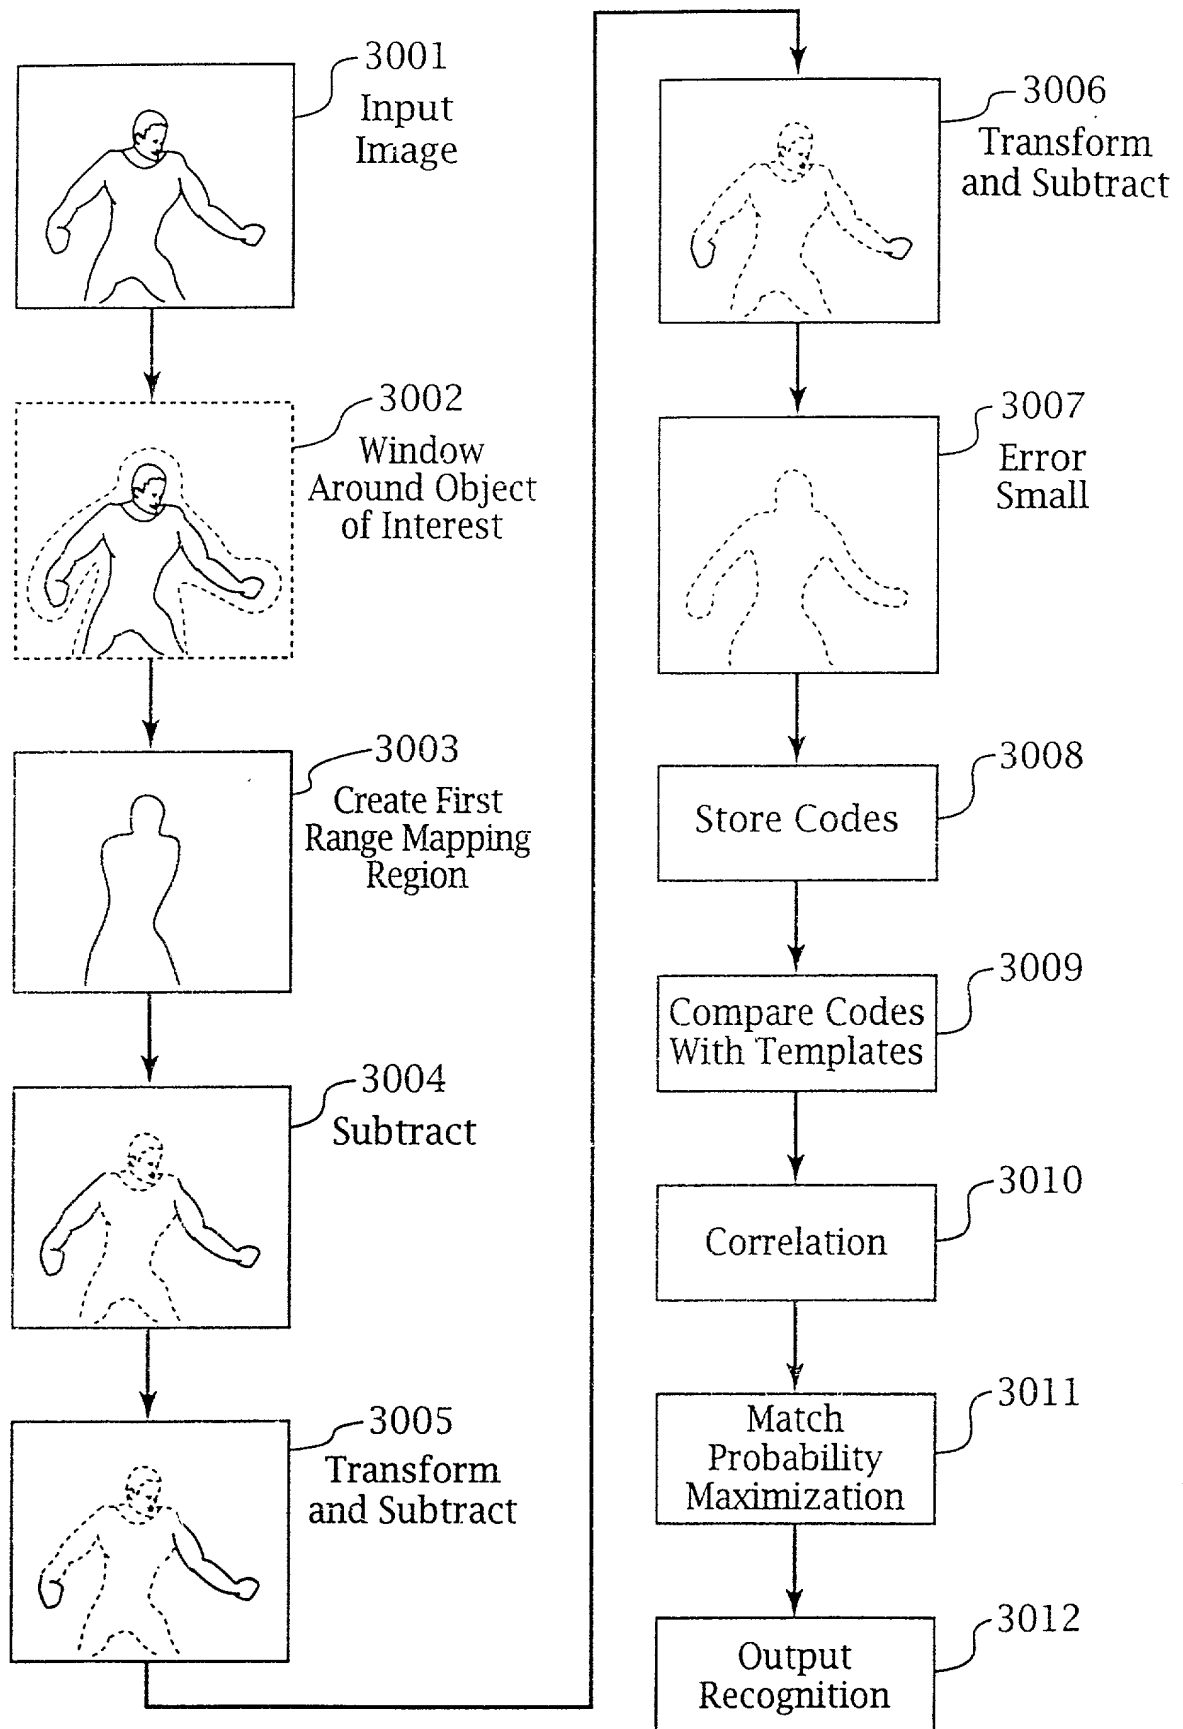 3001
Input
Image
3002
Window
Around Object
of Interest
3003
Create First
Range Mapping
Region
3004
Subtract
3005
Transform
and Subtract
3006
Transform
and Subtract
3007
Error
Small
3008
Store Codes
3009
Compare Codes
With Templates
3010
Correlation
3011
Match
Probability
Maximization
3012
Output
Recognition